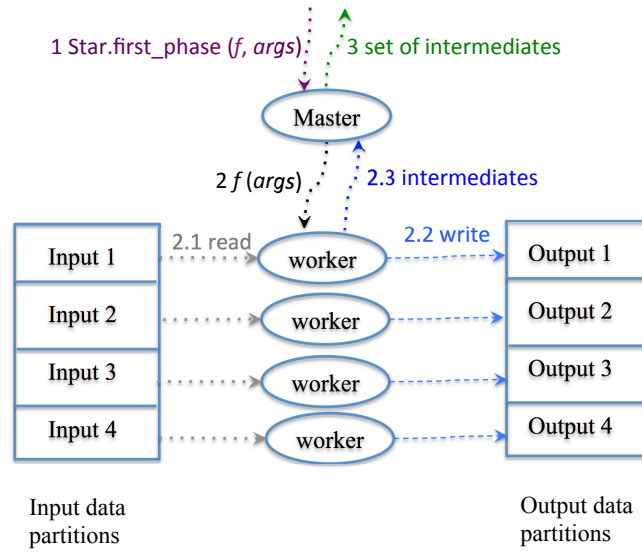 1 Star.first_phase (f, args)
3 set of intermediates
Master
2 f (args)
2.3 intermediates
2.1 read
2.2 write
Input 1
worker
Output 1
Input 2
worker
Output 2
Input 3
worker
Output 3
Input 4
worker
Output 4
Input data
partitions
Output data
partitions